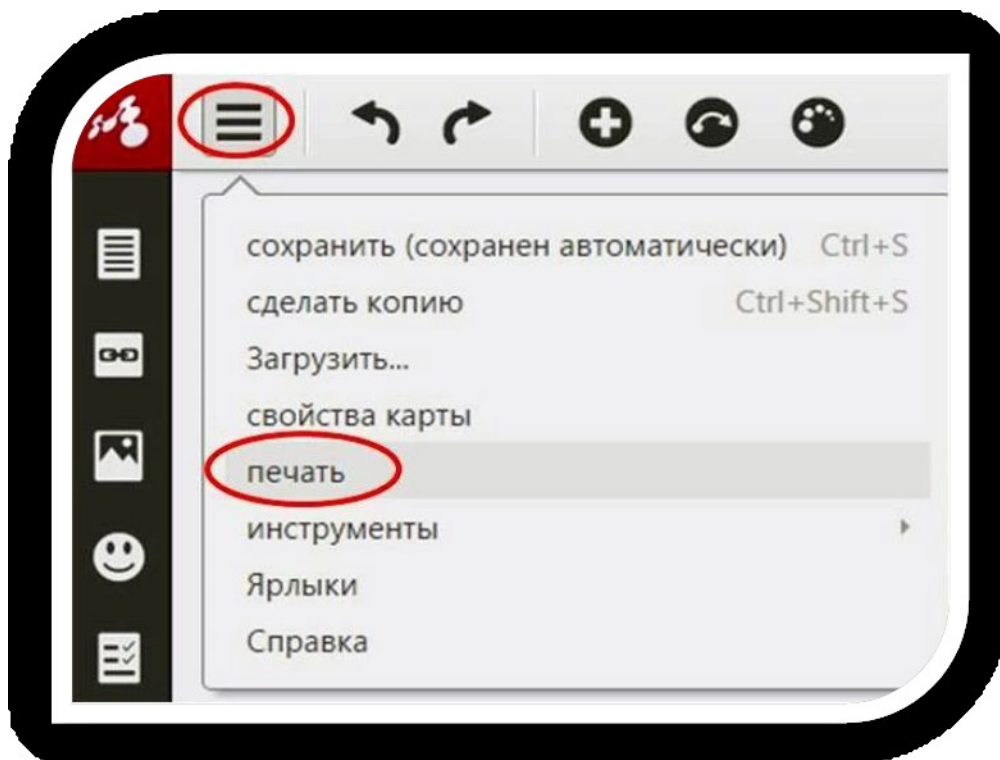 сохранить (сохранен автоматически) Ctrl+S
сделать копию Ctrl+Shift+S
Загрузить...
свойства карты
печать
инструменты
Ярлыки
Справка